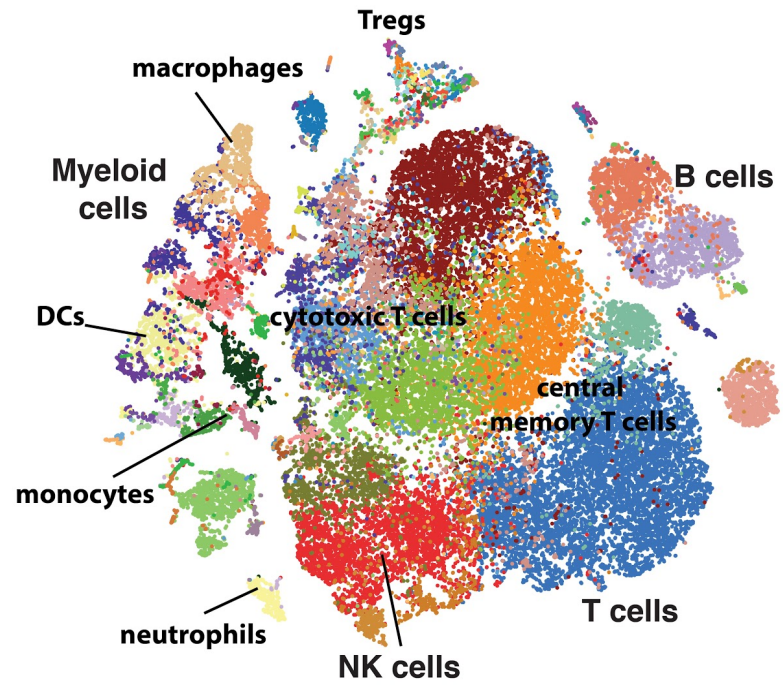 Tregs
macrophages
Myeloid
cells
B cells
DCs
cytotoxic T cells
central
memory T cells
monocytes
neutrophils
T cells
NK cells